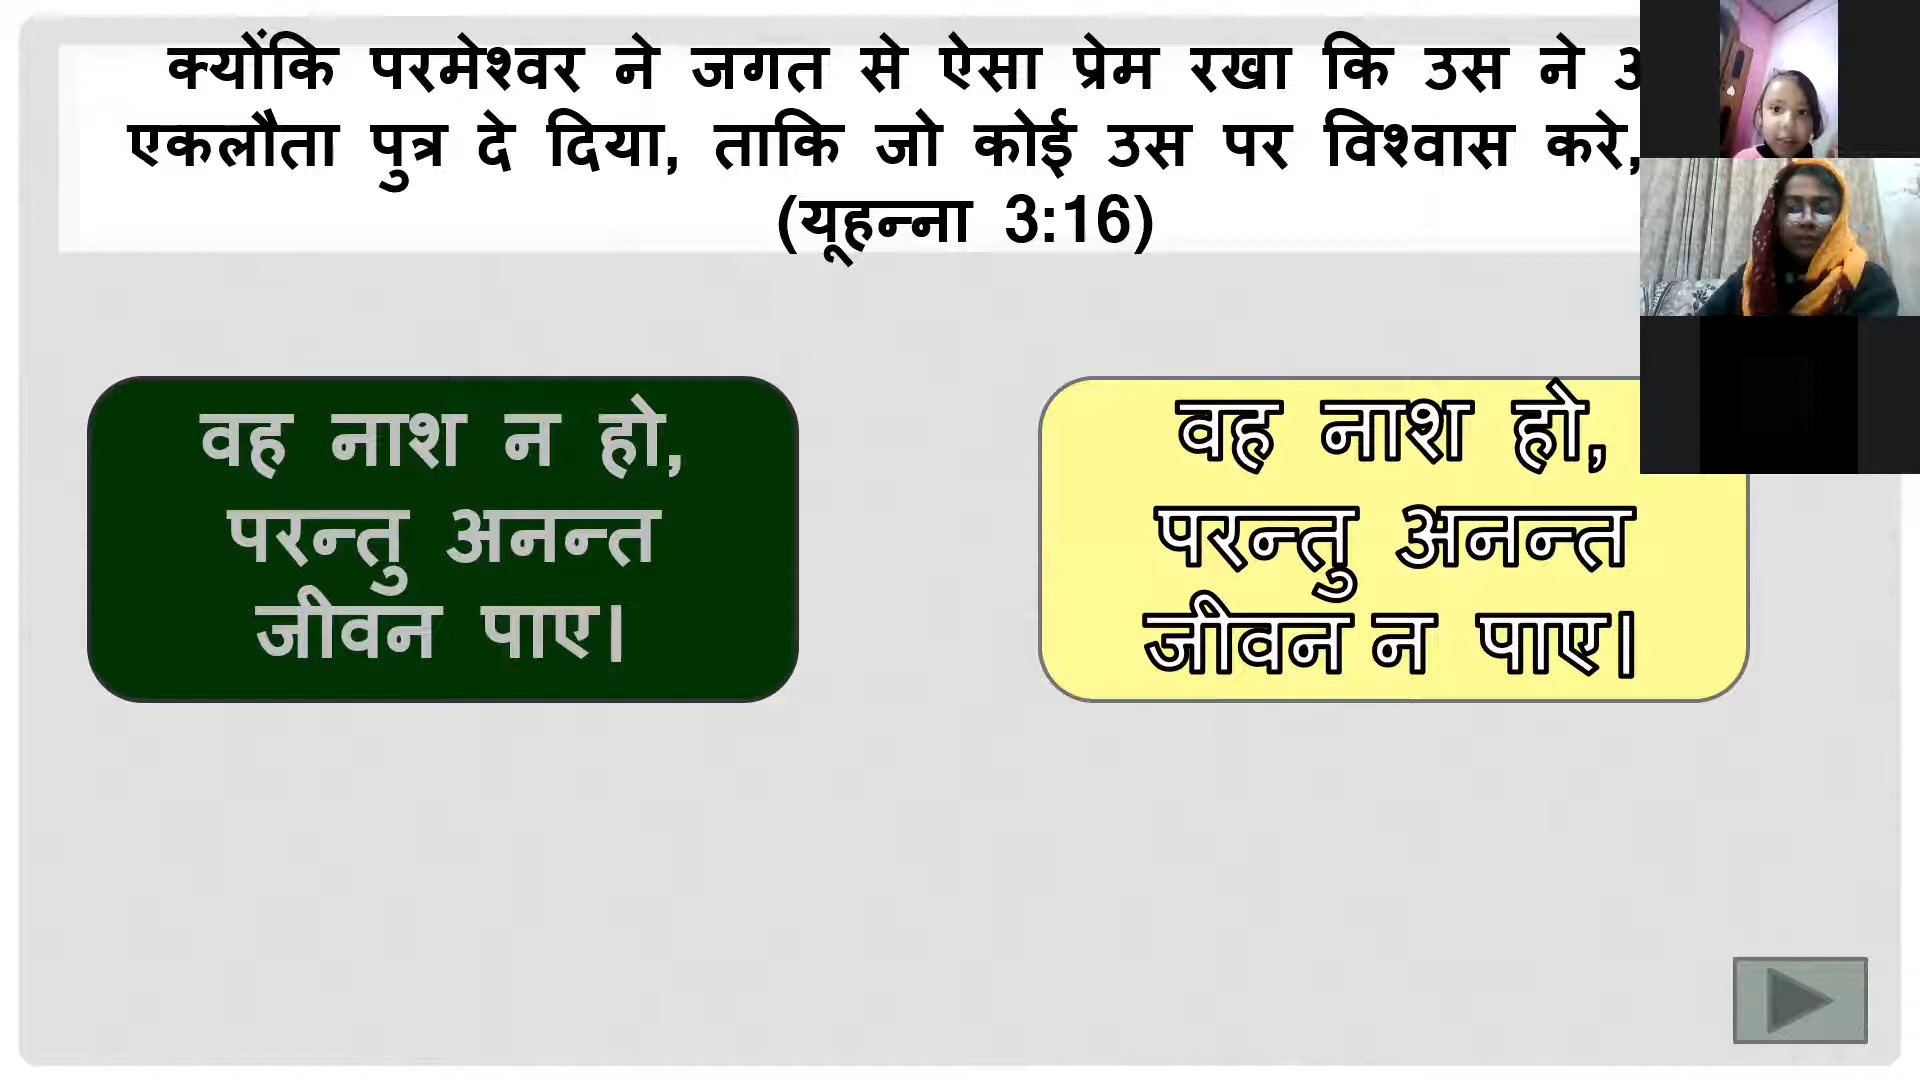 क्योंकि परमेश्वर ने जगत से ऐसा प्रेम रखा कि उस ने
एकलौता पुत्र दे दिया, ताकि जो कोई उस पर विश्वास करे,
(यूहन्ना 3:16)
वह नाश न हो,
परन्तु अनन्त
जीवन पाए।
वह नाश हो,
परन्तु अनन्त
जीवन न पाए।